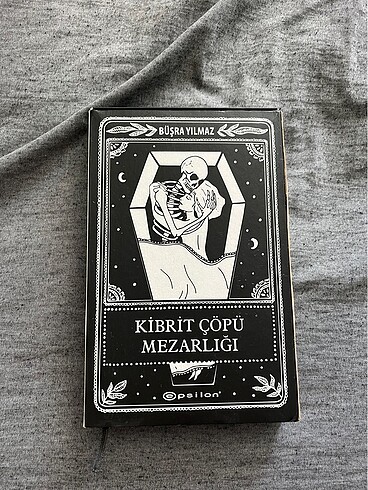 BÜŞRA YILMAZ
KİBRİT ÇÖPÜ
MEZARLIĞI
epsilon